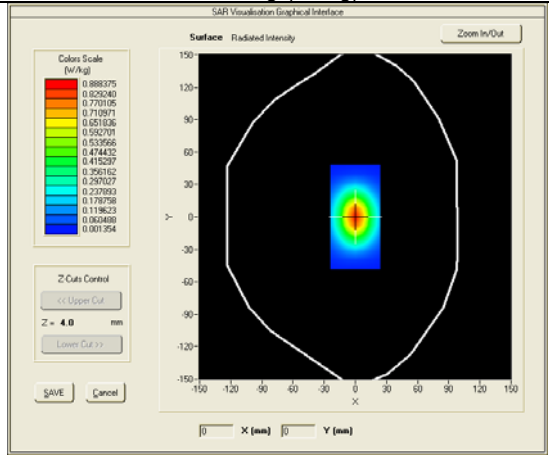 SAR Visualisation Graphical Interface
Surface Radiated Intensity
Zoom In/Out
Colors Scale
(W/kg)
0.888375
0.829240
0.770105
0.710971
0.651836
0.592701
0.533566
0.474432
0.415297
0.356162
0.297027
0.237893
0.178758
0.119623
0.060488
0.001354
Z-Cuts Control
<< Upper Cut
Z = 4.0 mm
Lower Cut >>
SAVE Cancel
150
120
90
60
30
0
-30
-60
-90
-120
-150
Y
-150 -120 -90 -60 -30 0 30 60 90 120 150
X
0 X (mm) 0 Y (mm)